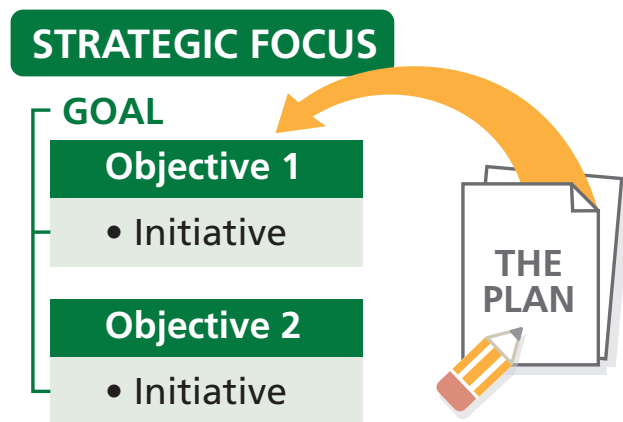 STRATEGIC FOCUS
GOAL
Objective 1
• Initiative
Objective 2
• Initiative
THE
PLAN